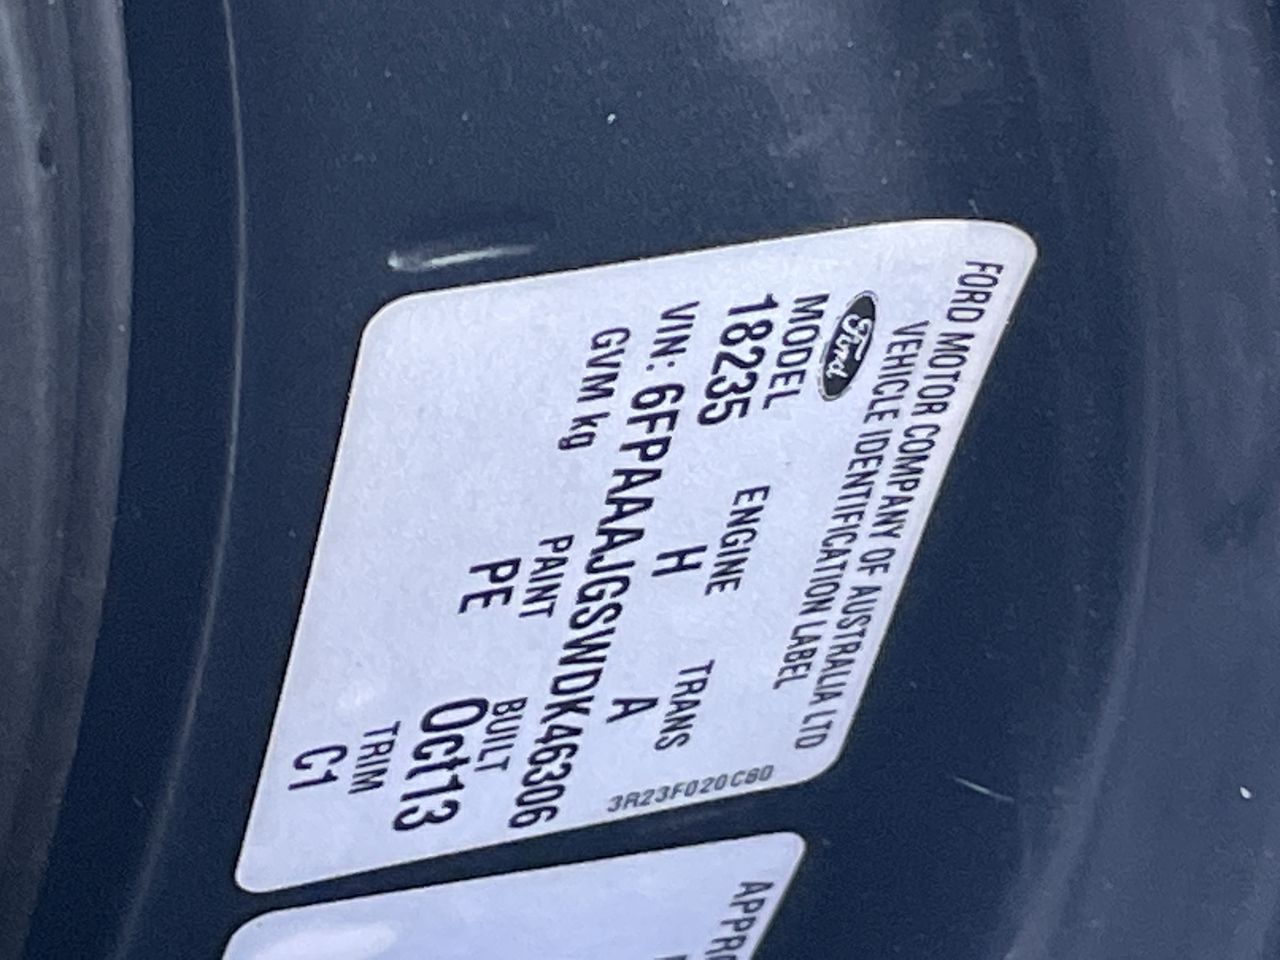 FORD MOTOR COMPANY OF AUSTRALIA LTD
VEHICLE IDENTIFICATION LABEL
Ford
MODEL ENGINE TRANS
18235 H A
VIN: 6FPAAAJGSWDK46306
GVM kg PAINT BUILT TRIM
PE Oct13 C1
3R23F020C80